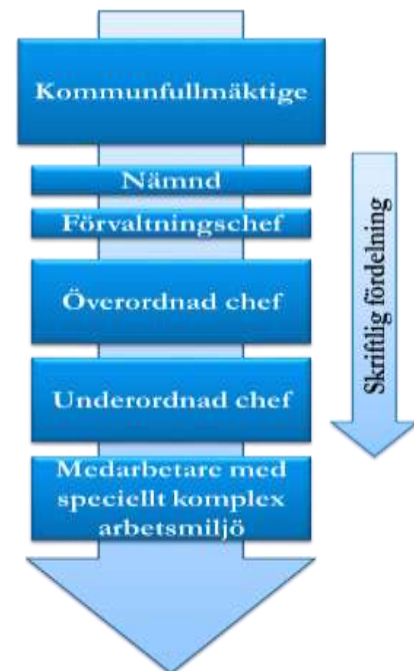 Kommunfullmäktige
Nämnd
Förvaltningschef
Överordnad chef
Underordnad chef
Medarbetare med
speciellt komplex
arbetsmiljö
Skriftlig fördelning